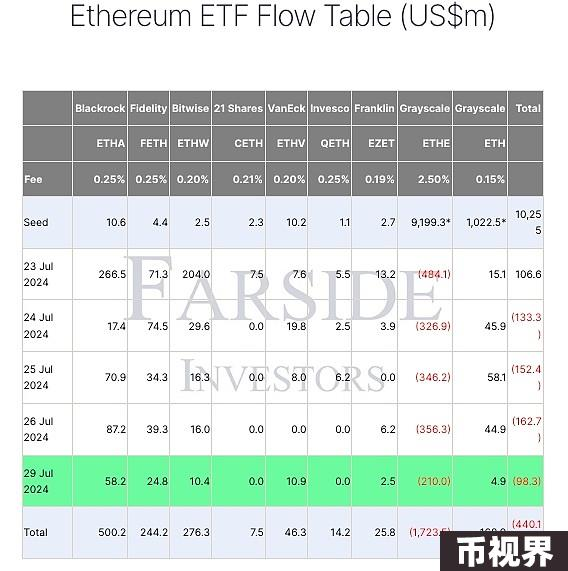 Ethereum ETF Flow Table (US$m)
Blackrock Fidelity Bitwise 21 Shares VanEck Invesco Franklin Grayscale Grayscale Total
ETHA FETH ETHW CETH ETHV QETH EZET ETHE ETH
Fee 0.25% 0.25% 0.20% 0.21% 0.20% 0.25% 0.19% 2.50% 0.15%
Seed 10.6 4.4 2.5 2.3 10.2 1.1 2.7 9,199.3* 1,022.5* 10,25
5
23 Jul
2024 266.5 71.3 204.0 7.5 7.6 5.5 13.2 (484.1) 15.1 106.6
FARSIDE
24 Jul
2024 17.4 74.5 29.6 0.0 19.8 2.5 3.9 (326.9) 45.9 (133.3
)
25 Jul
2024 70.9 34.3 16.3 0.0 8.0 6.2 0.0 (346.2) 58.1 (152.4
)
INVESTORS
26 Jul
2024 87.2 39.3 16.0 0.0 0.0 0.0 6.2 (356.3) 44.9 (162.7
)
29 Jul
2024 58.2 24.8 10.4 0.0 10.9 0.0 2.5 (210.0) 4.9 (98.3)
Total 500.2 244.2 276.3 7.5 46.3 14.2 25.8 (440.1
币视界